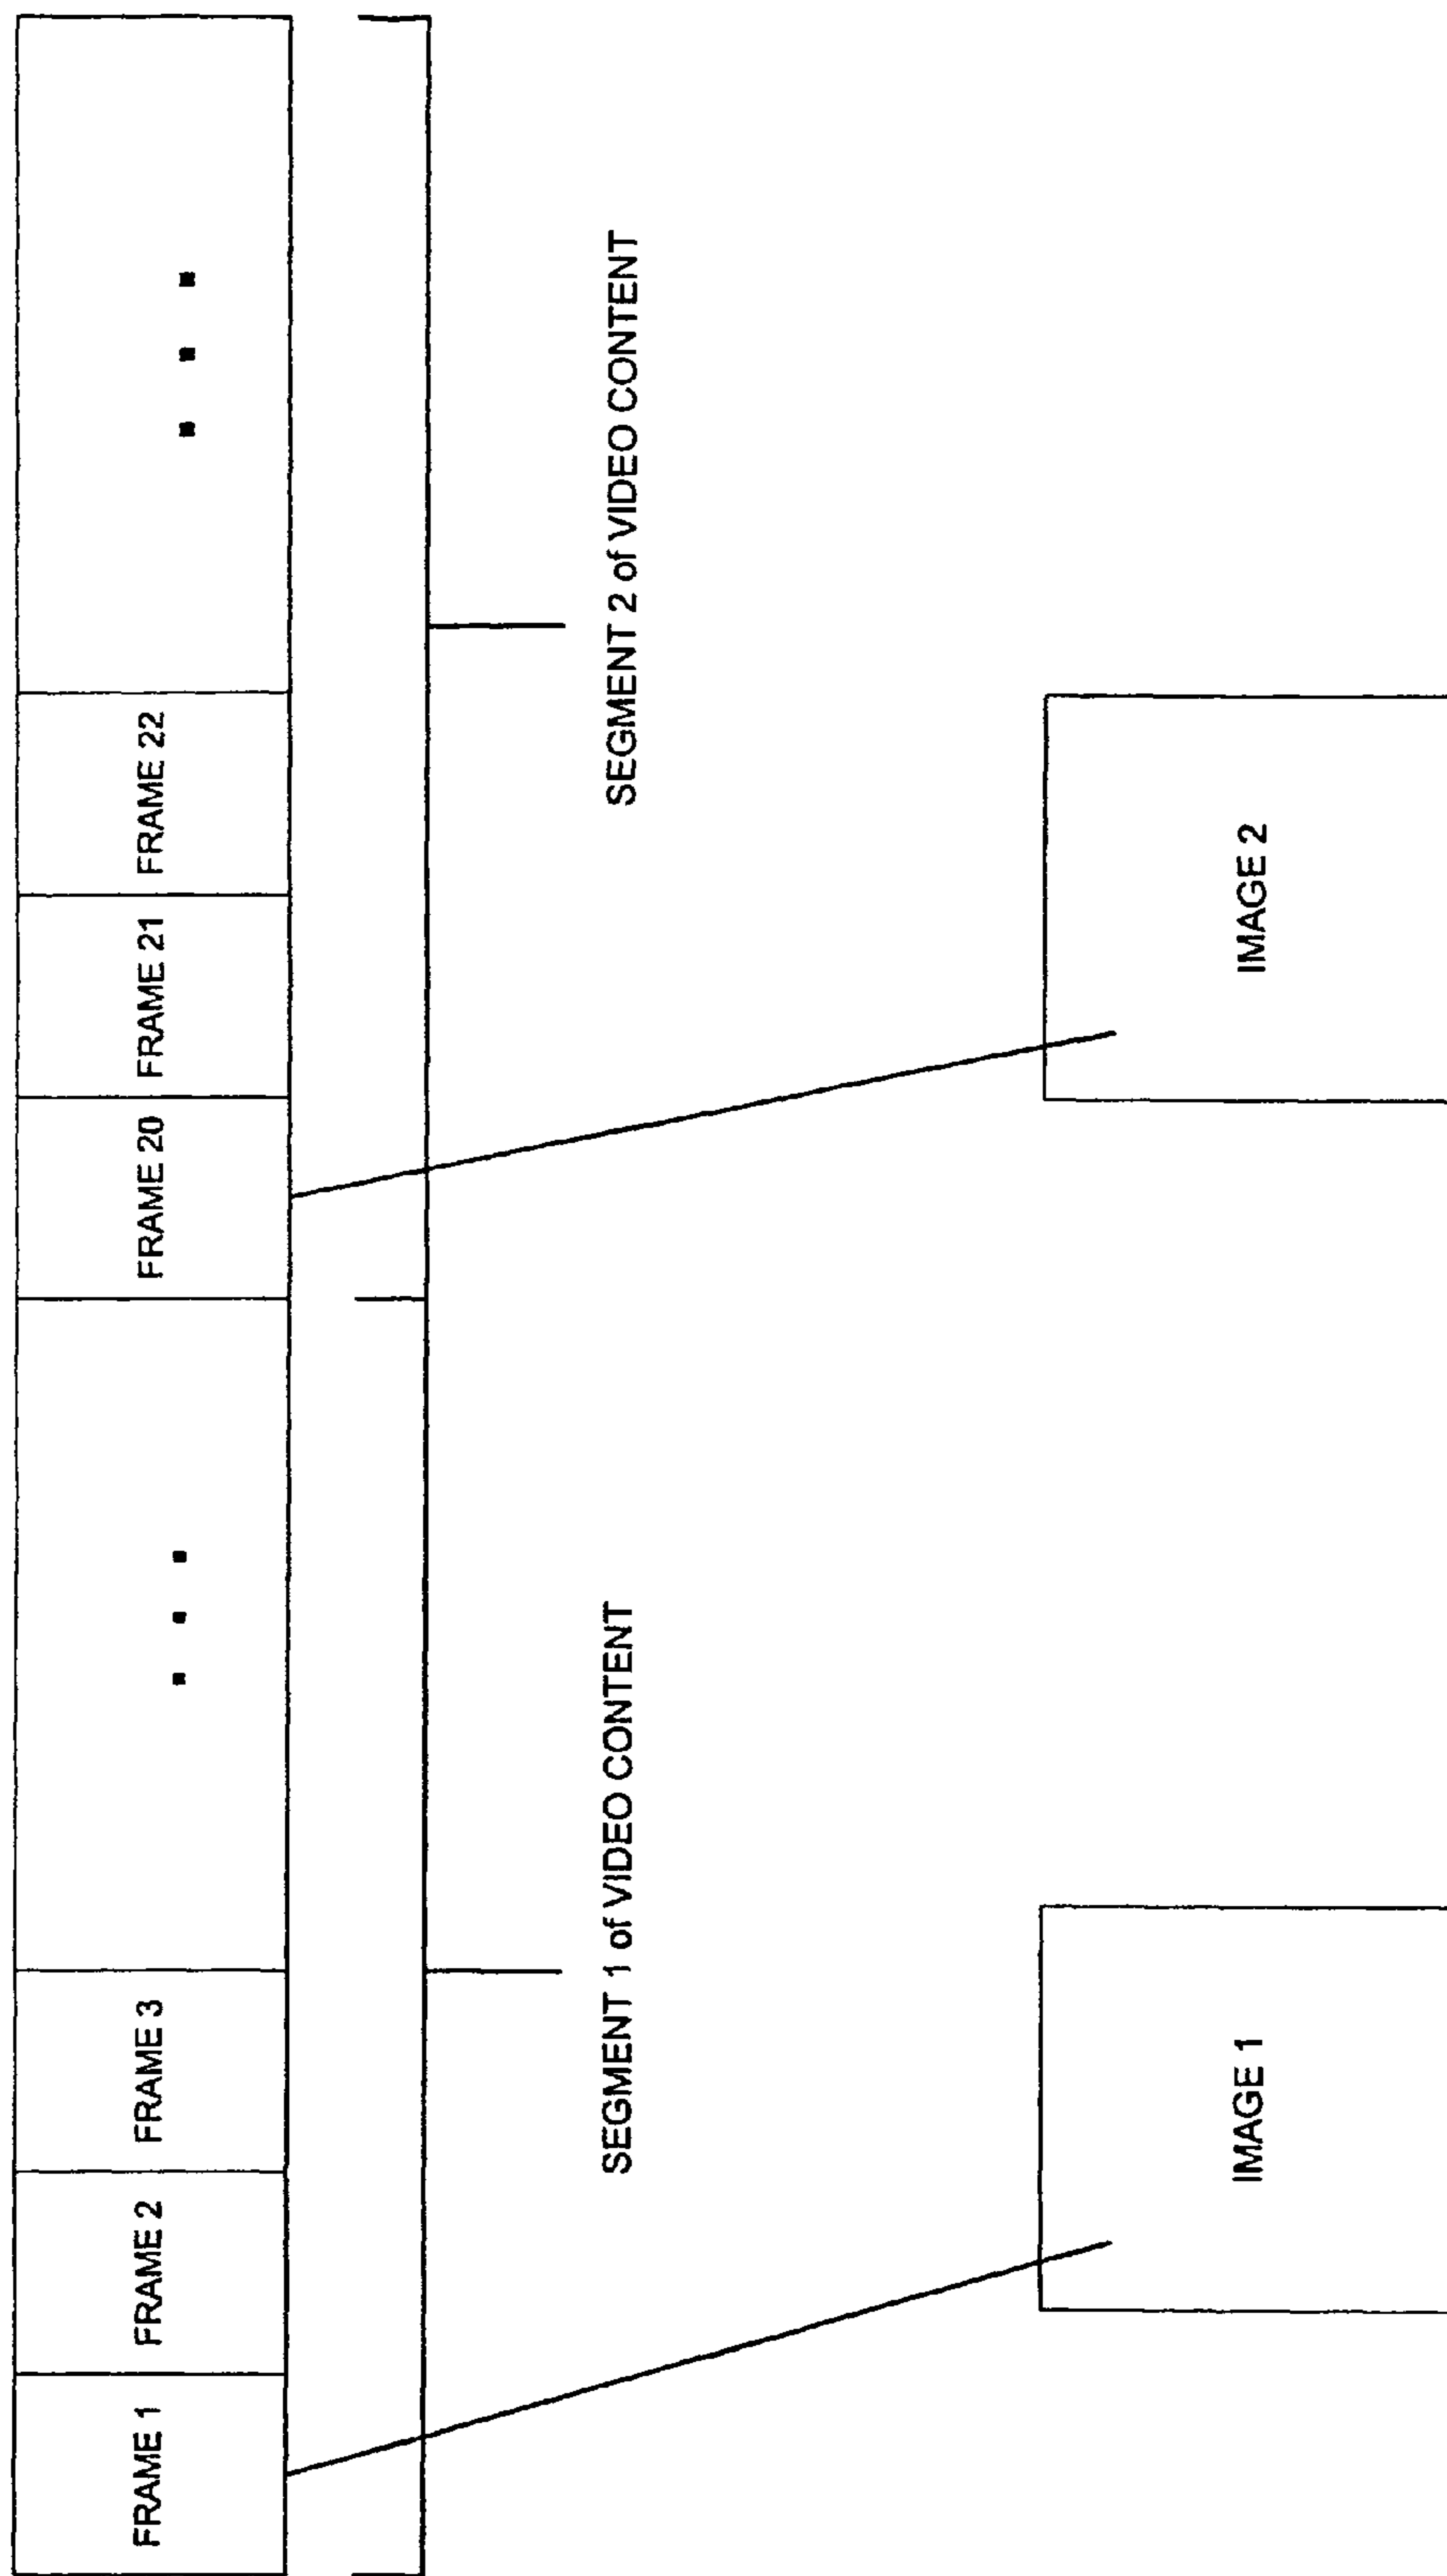 FRAME 1
FRAME 2
FRAME 3
FRAME 20
FRAME 21
FRAME 22
SEGMENT 1 of VIDEO CONTENT
SEGMENT 2 of VIDEO CONTENT
IMAGE 1
IMAGE 2